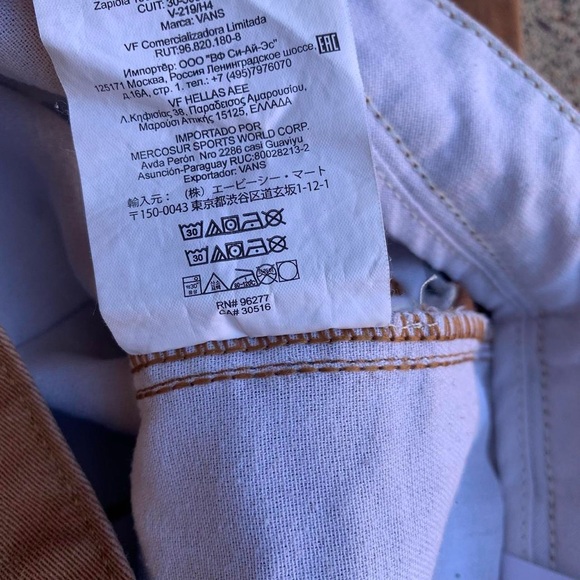 Zapiola
CUIT: 30-
V-219/H4
Marca: VANS
VF Comercializadora Limitada
RUT:96.820.180-8
Импортёр: ООО "ВФ Си-Ай-Эс"
125171 Москва, Россия Ленинградское шоссе,
д.16А, стр. 1. тел.: +7 (495)7976070
EAC
VF HELLAS AEE
Λ.Κηφισίας 38, Παράδεισος Αμαρουσίου,
Μαρούσι Αττικής 15125, ΕΛΛΑΔΑ
IMPORTADO POR
MERCOSUR SPORTS WORLD CORP.
Avda Perón Nro 2286 casi Guaviyu
Asunción-Paraguay RUC:80028213-2
Exportador: VANS
輸入元: (株) エービーシー・マート
〒150-0043 東京都渋谷区道玄坂1-12-1
30
30
RN# 96277
CA# 30516